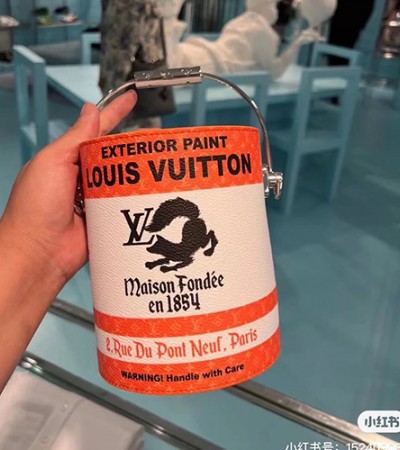 EXTERIOR PAINT
LOUIS VUITTON
LV
Maison Fondée
en 1854
2, Rue Du Pont Neuf, Paris
WARNING! Handle with Care
小红书